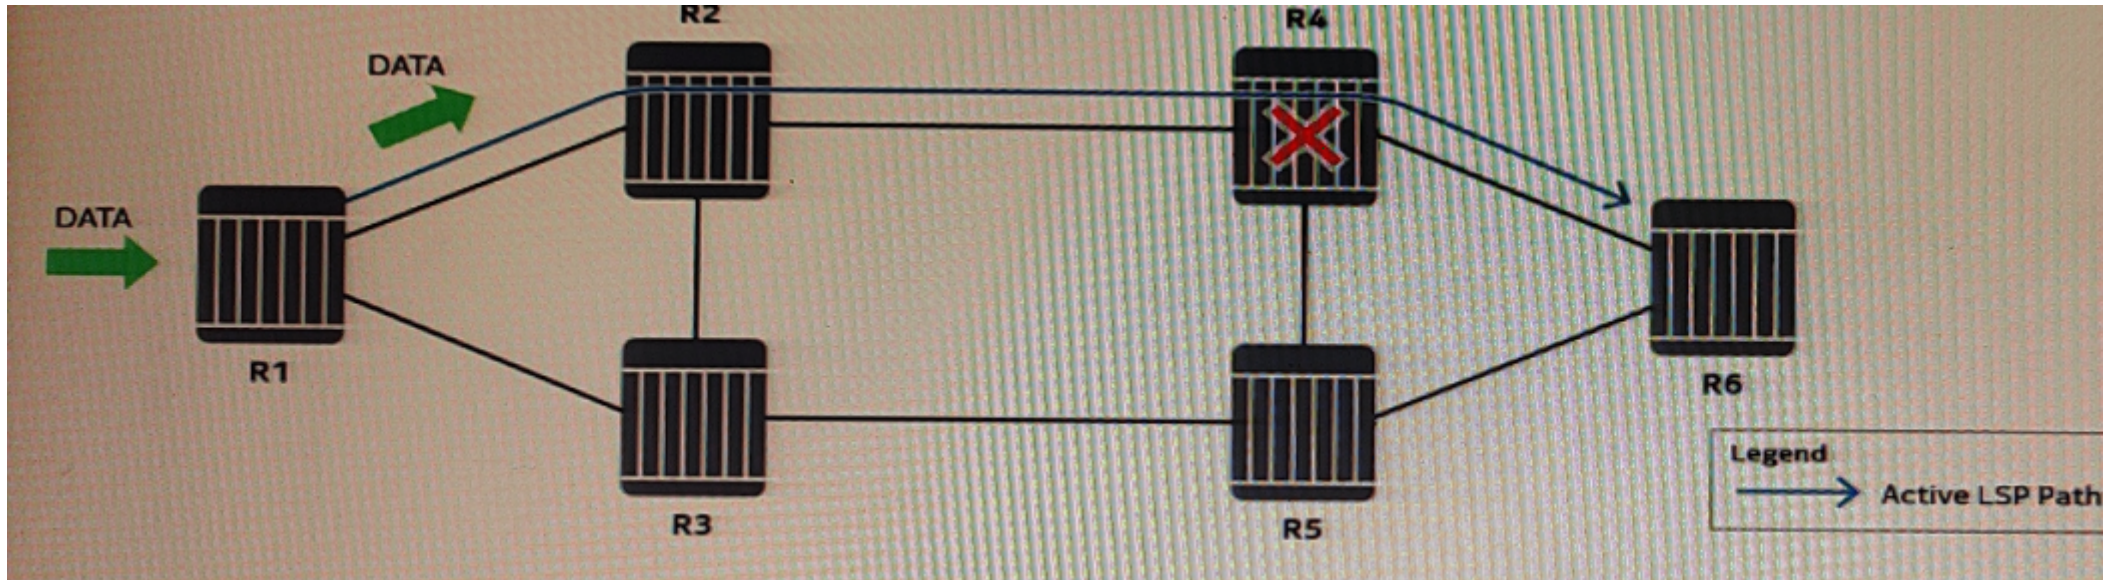 R2
R4
DATA
DATA
R1
R6
R3
R5
Legend
Active LSP Path